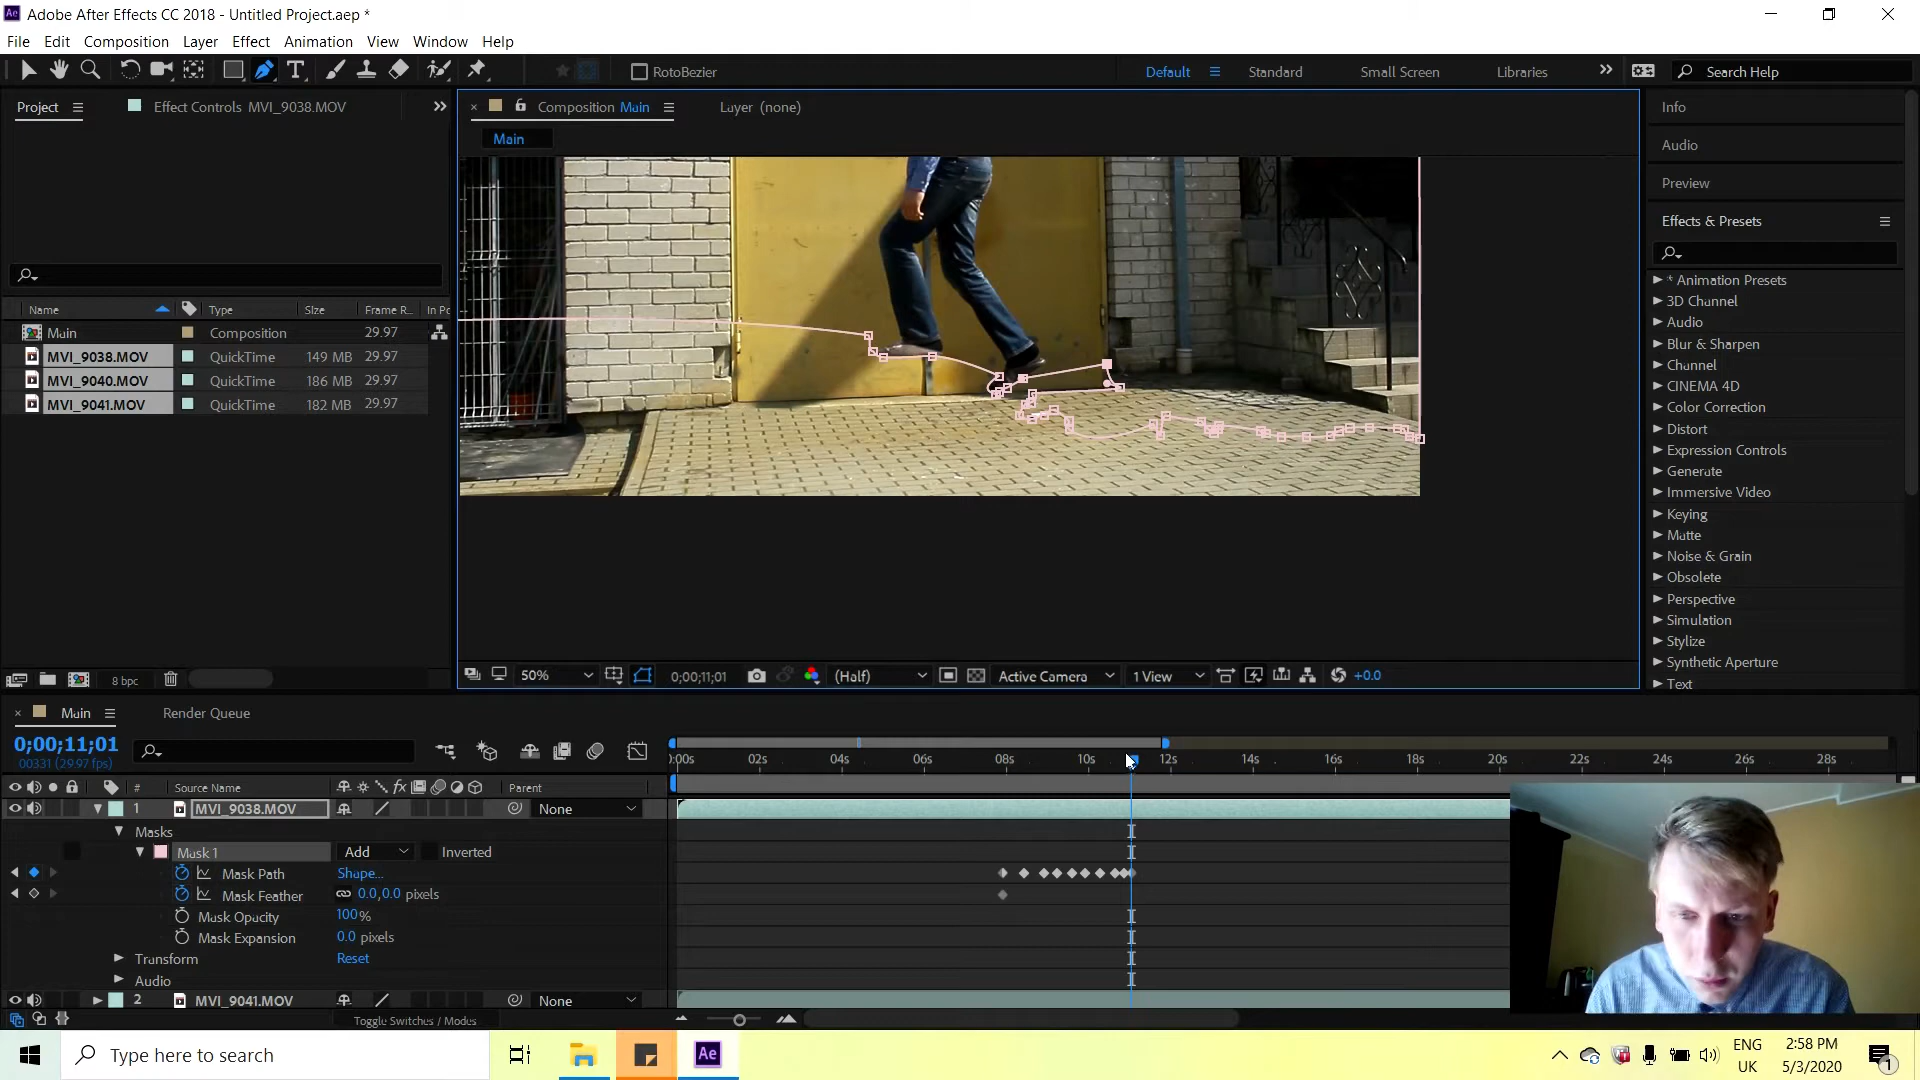 Adobe After Effects CC 2018 - Untitled Project.aep *
File Edit Composition Layer Effect Animation View Window Help
RotoBezier Default Standard Small Screen Libraries Search Help
Project Effect Controls MVI_9038.MOV
Composition Main Layer (none)
Main
Name Type Size Frame R... In Po
Main Composition 29.97
MVI_9038.MOV QuickTime 149 MB 29.97
MVI_9040.MOV QuickTime 186 MB 29.97
MVI_9041.MOV QuickTime 182 MB 29.97
8 bpc
50% 0;00;11;01 (Half) Active Camera 1 View +0.0
Info
Audio
Preview
Effects & Presets
* Animation Presets
3D Channel
Audio
Blur & Sharpen
Channel
CINEMA 4D
Color Correction
Distort
Expression Controls
Generate
Immersive Video
Keying
Matte
Noise & Grain
Obsolete
Perspective
Simulation
Stylize
Synthetic Aperture
Text
Main Render Queue
0;00;11;01
00331 (29.97 fps)
):00s 02s 04s 06s 08s 10s 12s 14s 16s 18s 20s 22s 24s 26s 28s
# Source Name Parent
1 MVI_9038.MOV None
Masks
Mask 1 Add Inverted
Mask Path Shape...
Mask Feather 0.0,0.0 pixels
Mask Opacity 100%
Mask Expansion 0.0 pixels
Transform Reset
Audio
2 MVI_9041.MOV None
Toggle Switches / Modes
Type here to search
Ae
ENG
UK
2:58 PM
5/3/2020
1